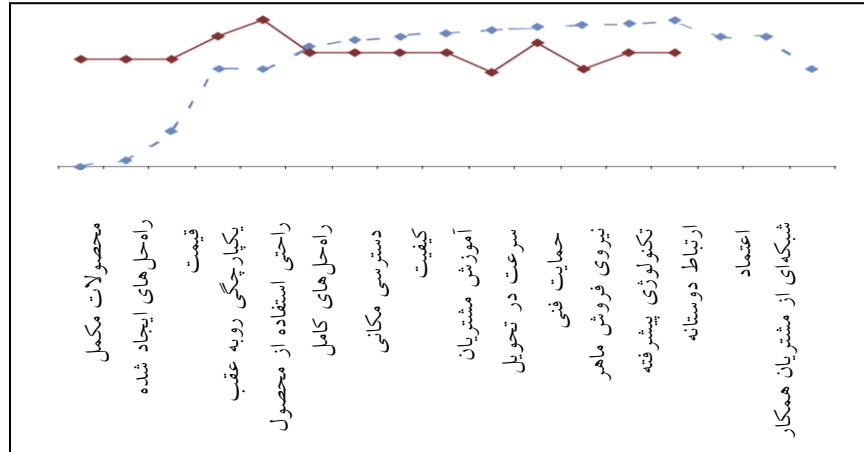 محصولات مکمل
راه‌حل‌های ایجاد شده
قیمت
یکپارچگی روبه عقب
راحتی استفاده از محصول
راه‌حل‌های کامل
دسترسی مکانی
کیفیت
آموزش مشتریان
سرعت در تحویل
حمایت فنی
نیروی فروش ماهر
تکنولوژی پیشرفته
ارتباط دوستانه
اعتماد
شبکه‌ای از مشتریان همکار